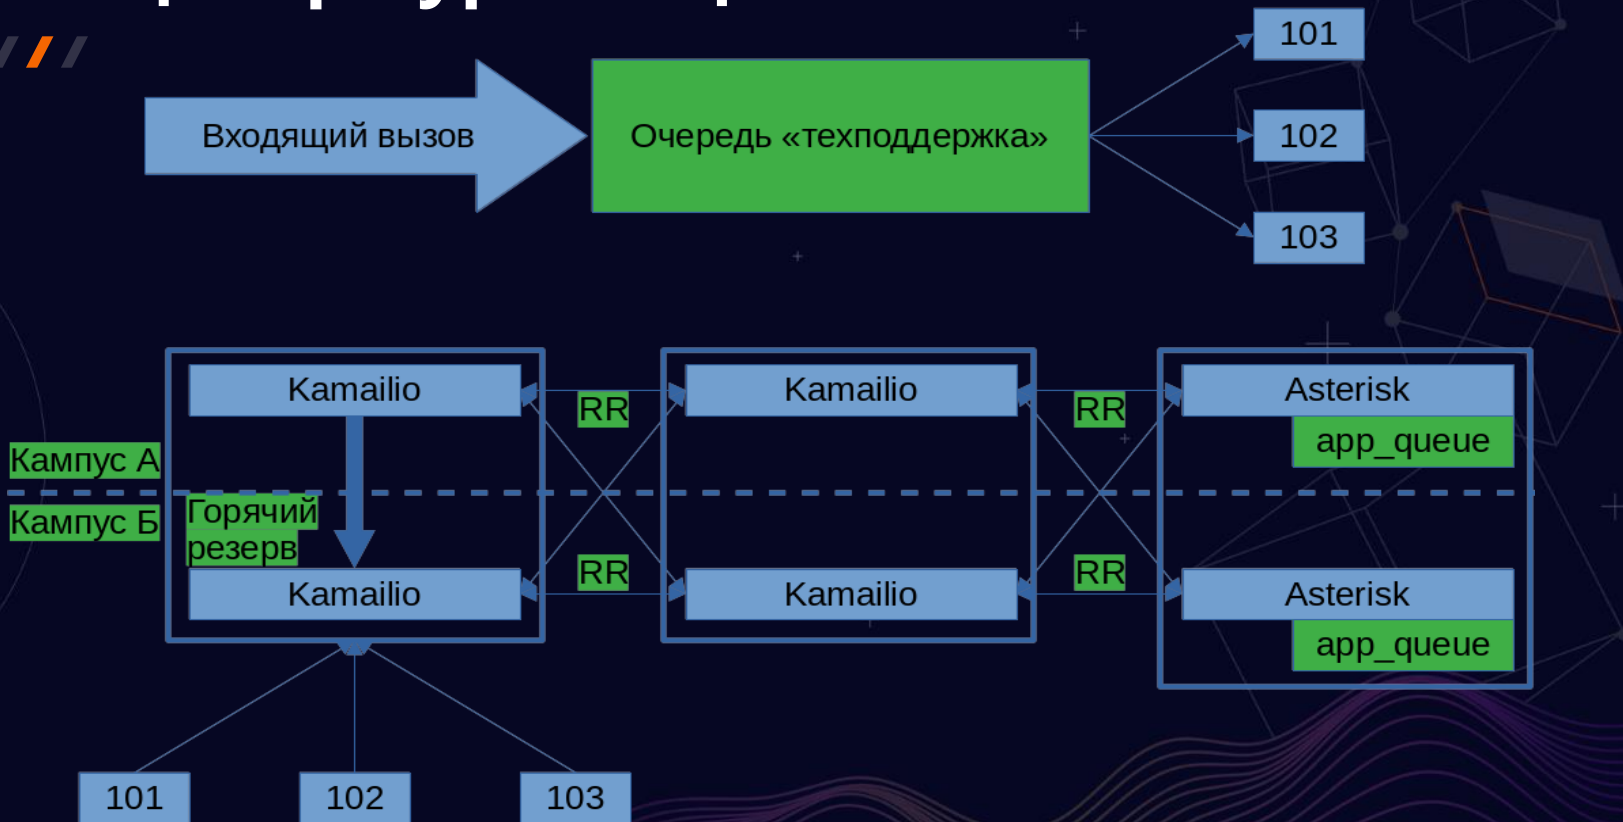 Входящий вызов
Очередь «техподдержка»
101
102
103
Kamailio
Kamailio
Asterisk
RR
RR
app_queue
Кампус А
Кампус Б
Горячий
резерв
RR
RR
Kamailio
Kamailio
Asterisk
app_queue
101
102
103